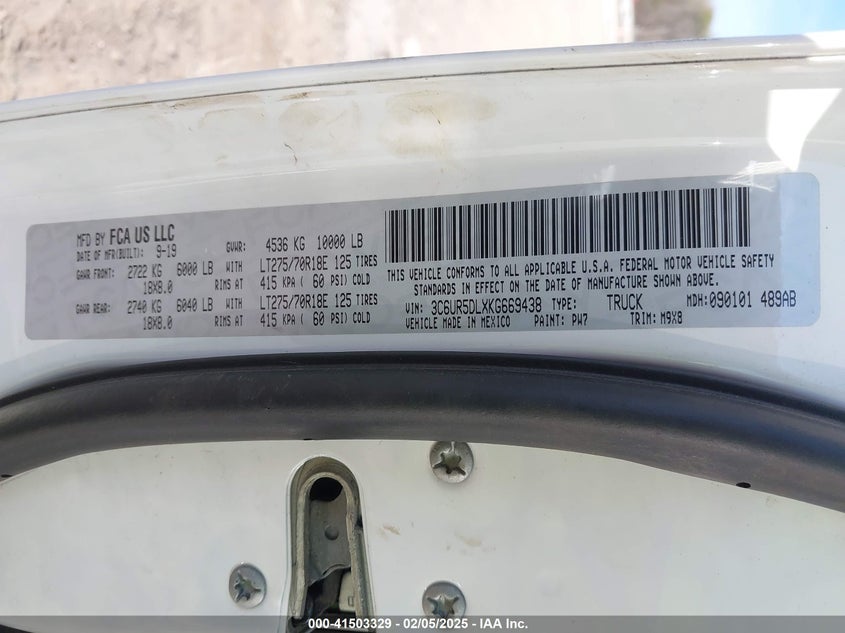 MFD BY FCA US LLC
DATE OF MFR(BUILT): 9-19 GVWR: 4536 KG 10000 LB
GAWR FRONT: 2722 KG 6000 LB WITH LT275/70R18E 125 TIRES
18X8.0 RIMS AT 415 KPA ( 60 PSI) COLD
GAWR REAR: 2740 KG 6040 LB WITH LT275/70R18E 125 TIRES
18X8.0 RIMS AT 415 KPA ( 60 PSI) COLD
THIS VEHICLE CONFORMS TO ALL APPLICABLE U.S.A. FEDERAL MOTOR VEHICLE SAFETY
STANDARDS IN EFFECT ON THE DATE OF MANUFACTURE SHOWN ABOVE.
VIN: 3C6UR5DLXKG669438 TYPE: TRUCK MDH: 090101 489AB
VEHICLE MADE IN MEXICO PAINT: PW7 TRIM: M9X8
000-41503329 - 02/05/2025 - IAA Inc.